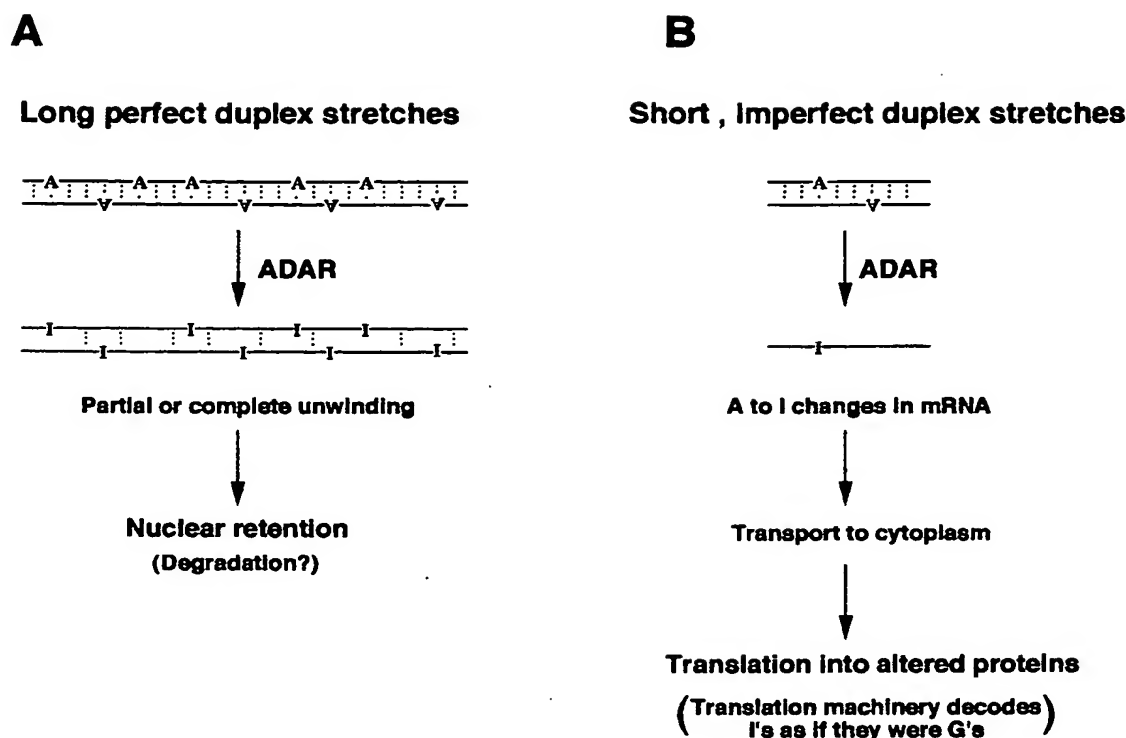 A
Long perfect duplex stretches
A A A A A
A A A A
ADAR
I I I I
I I I I
Partial or complete unwinding
Nuclear retention
(Degradation?)
B
Short , imperfect duplex stretches
A
A
ADAR
I
A to I changes in mRNA
Transport to cytoplasm
Translation into altered proteins
(Translation machinery decodes
I's as if they were G's)